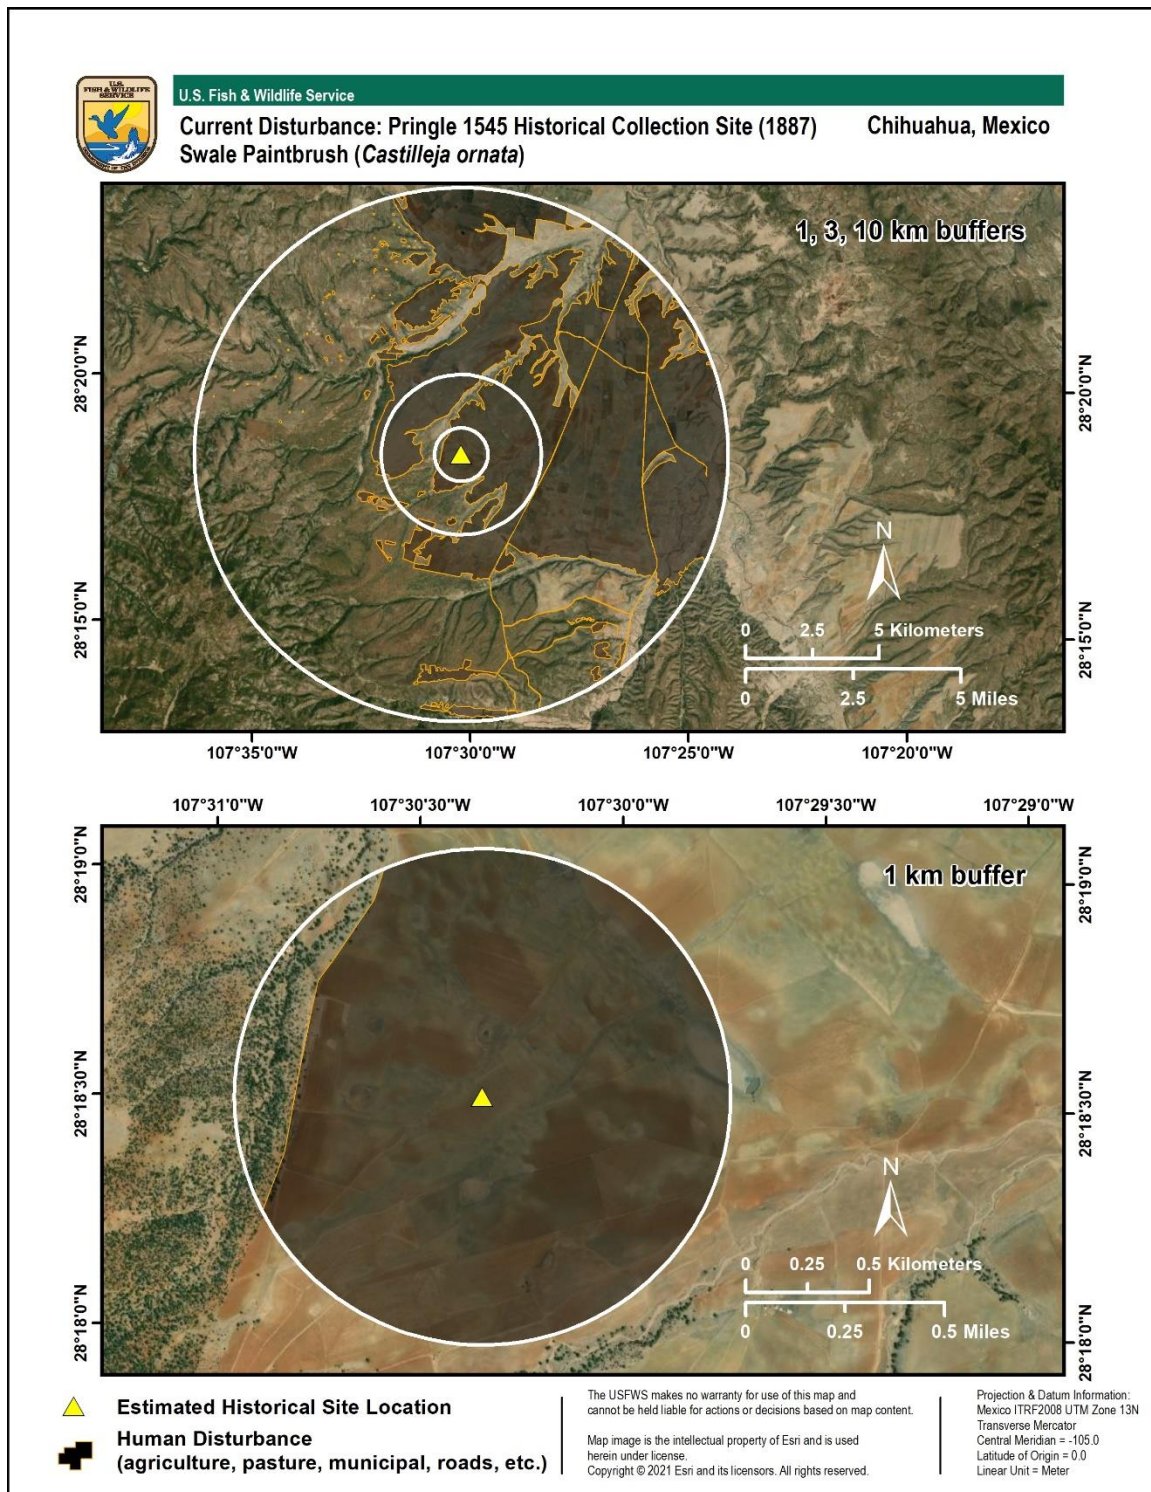 U.S.
FISH & WILDLIFE
SERVICE
DEPARTMENT OF THE INTERIOR
U.S. Fish & Wildlife Service
Current Disturbance: Pringle 1545 Historical Collection Site (1887)
Chihuahua, Mexico
Swale Paintbrush (Castilleja ornata)
1, 3, 10 km buffers
28°20'0"N
28°20'0"N
28°15'0"N
28°15'0"N
N
0 2.5 5 Kilometers
0 2.5 5 Miles
107°35'0"W 107°30'0"W 107°25'0"W 107°20'0"W
107°31'0"W 107°30'30"W 107°30'0"W 107°29'30"W 107°29'0"W
1 km buffer
28°19'0"N
28°19'0"N
28°18'30"N
28°18'30"N
28°18'0"N
28°18'0"N
N
0 0.25 0.5 Kilometers
0 0.25 0.5 Miles
Estimated Historical Site Location
Human Disturbance
(agriculture, pasture, municipal, roads, etc.)
The USFWS makes no warranty for use of this map and
cannot be held liable for actions or decisions based on map content.
Map image is the intellectual property of Esri and is used
herein under license.
Copyright © 2021 Esri and its licensors. All rights reserved.
Projection & Datum Information:
Mexico ITRF2008 UTM Zone 13N
Transverse Mercator
Central Meridian = -105.0
Latitude of Origin = 0.0
Linear Unit = Meter